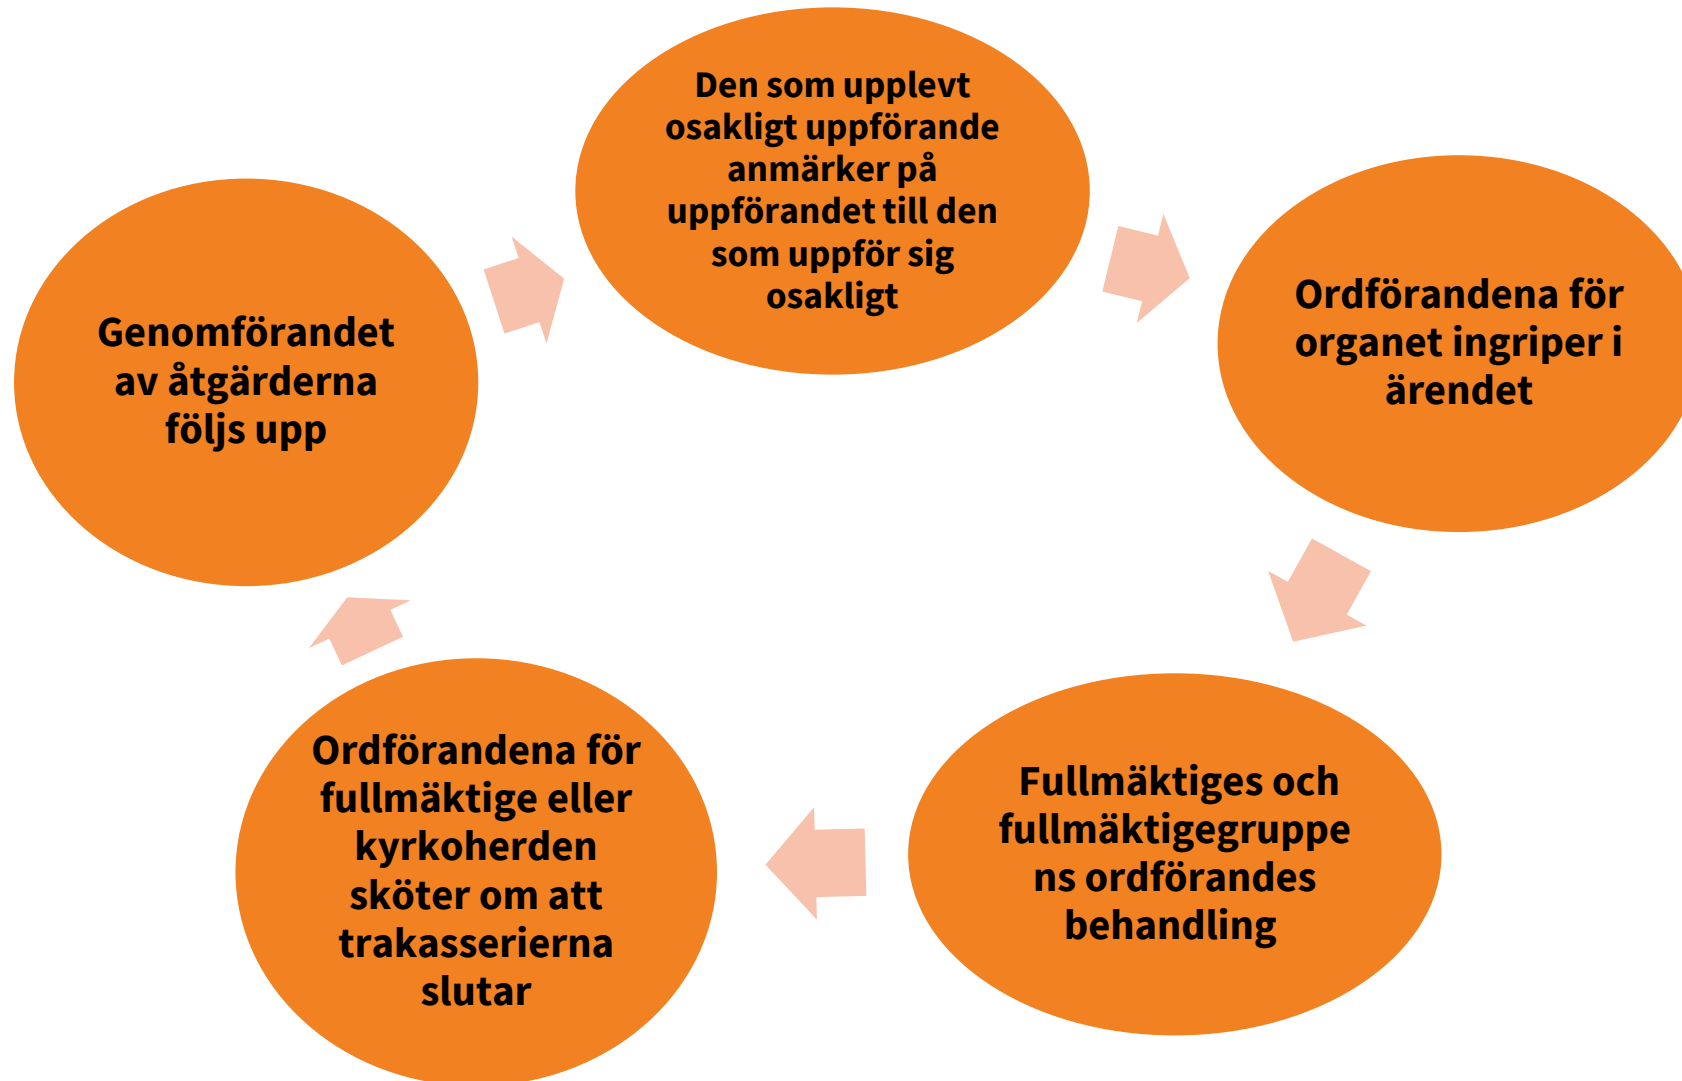 Den som upplevt
osakligt uppförande
anmärker på
uppförandet till den
som uppför sig
osakligt
Ordförandena för
organet ingriper i
ärendet
Fullmäktiges och
fullmäktigegruppe
ns ordförandes
behandling
Ordförandena för
fullmäktige eller
kyrkoherden
sköter om att
trakasserierna
slutar
Genomförandet
av åtgärderna
följs upp